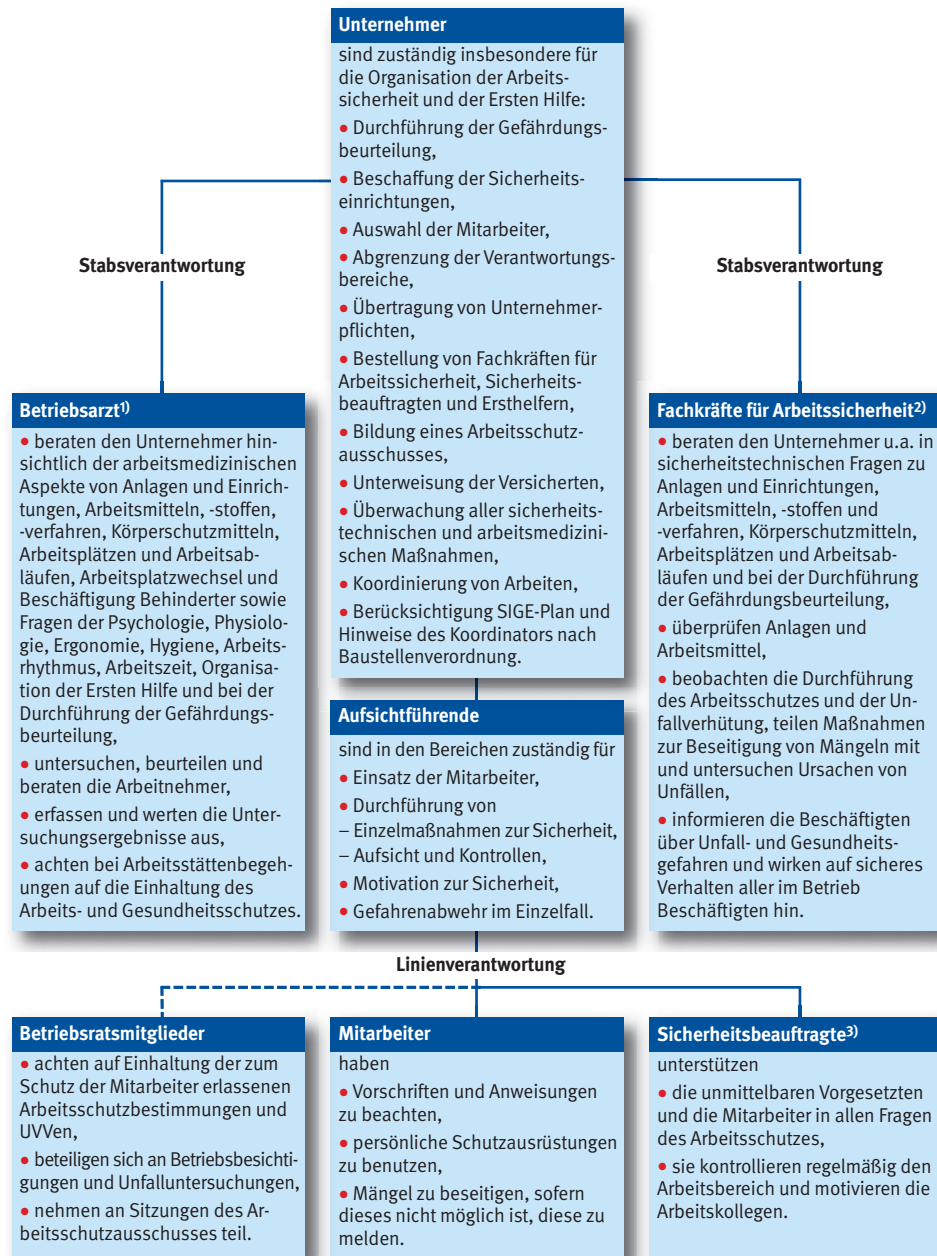 Unternehmer
sind zuständig insbesondere für
die Organisation der Arbeits-
sicherheit und der Ersten Hilfe:
• Durchführung der Gefährdungs-
beurteilung,
• Beschaffung der Sicherheits-
einrichtungen,
• Auswahl der Mitarbeiter,
• Abgrenzung der Verantwortungs-
bereiche,
• Übertragung von Unternehmer-
pflichten,
• Bestellung von Fachkräften für
Arbeitssicherheit, Sicherheits-
beauftragten und Ersthelfern,
• Bildung eines Arbeitsschutz-
ausschusses,
• Unterweisung der Versicherten,
• Überwachung aller sicherheits-
technischen und arbeitsmedizini-
schen Maßnahmen,
• Koordinierung von Arbeiten,
• Berücksichtigung SIGE-Plan und
Hinweise des Koordinators nach
Baustellenverordnung.
Stabsverantwortung
Stabsverantwortung
Betriebsarzt1)
• beraten den Unternehmer hin-
sichtlich der arbeitsmedizinischen
Aspekte von Anlagen und Einrich-
tungen, Arbeitsmitteln, -stoffen,
-verfahren, Körperschutzmitteln,
Arbeitsplätzen und Arbeitsab-
läufen, Arbeitsplatzwechsel und
Beschäftigung Behinderter sowie
Fragen der Psychologie, Physiolo-
gie, Ergonomie, Hygiene, Arbeits-
rhythmus, Arbeitszeit, Organisa-
tion der Ersten Hilfe und bei der
Durchführung der Gefährdungs-
beurteilung,
• untersuchen, beurteilen und
beraten die Arbeitnehmer,
• erfassen und werten die Unter-
suchungsergebnisse aus,
• achten bei Arbeitsstättenbegeh-
ungen auf die Einhaltung des
Arbeits- und Gesundheitsschutzes.
Aufsichtführende
sind in den Bereichen zuständig für
• Einsatz der Mitarbeiter,
• Durchführung von
– Einzelmaßnahmen zur Sicherheit,
– Aufsicht und Kontrollen,
• Motivation zur Sicherheit,
• Gefahrenabwehr im Einzelfall.
Fachkräfte für Arbeitssicherheit2)
• beraten den Unternehmer u.a. in
sicherheitstechnischen Fragen zu
Anlagen und Einrichtungen,
Arbeitsmitteln, -stoffen und
-verfahren, Körperschutzmitteln,
Arbeitsplätzen und Arbeitsab-
läufen und bei der Durchführung
der Gefährdungsbeurteilung,
• überprüfen Anlagen und
Arbeitsmittel,
• beobachten die Durchführung
des Arbeitsschutzes und der Un-
fallverhütung, teilen Maßnahmen
zur Beseitigung von Mängeln mit
und untersuchen Ursachen von
Unfällen,
• informieren die Beschäftigten
über Unfall- und Gesundheits-
gefahren und wirken auf sicheres
Verhalten aller im Betrieb
Beschäftigten hin.
Linienverantwortung
Betriebsratsmitglieder
• achten auf Einhaltung der zum
Schutz der Mitarbeiter erlassenen
Arbeitsschutzbestimmungen und
UVVen,
• beteiligen sich an Betriebsbesichti-
gungen und Unfalluntersuchungen,
• nehmen an Sitzungen des Ar-
beitsschutzausschusses teil.
Mitarbeiter
haben
• Vorschriften und Anweisungen
zu beachten,
• persönliche Schutzausrüstungen
zu benutzen,
• Mängel zu beseitigen, sofern
dieses nicht möglich ist, diese zu
melden.
Sicherheitsbeauftragte3)
unterstützen
• die unmittelbaren Vorgesetzten
und die Mitarbeiter in allen Fragen
des Arbeitsschutzes,
• sie kontrollieren regelmäßig den
Arbeitsbereich und motivieren die
Arbeitskollegen.